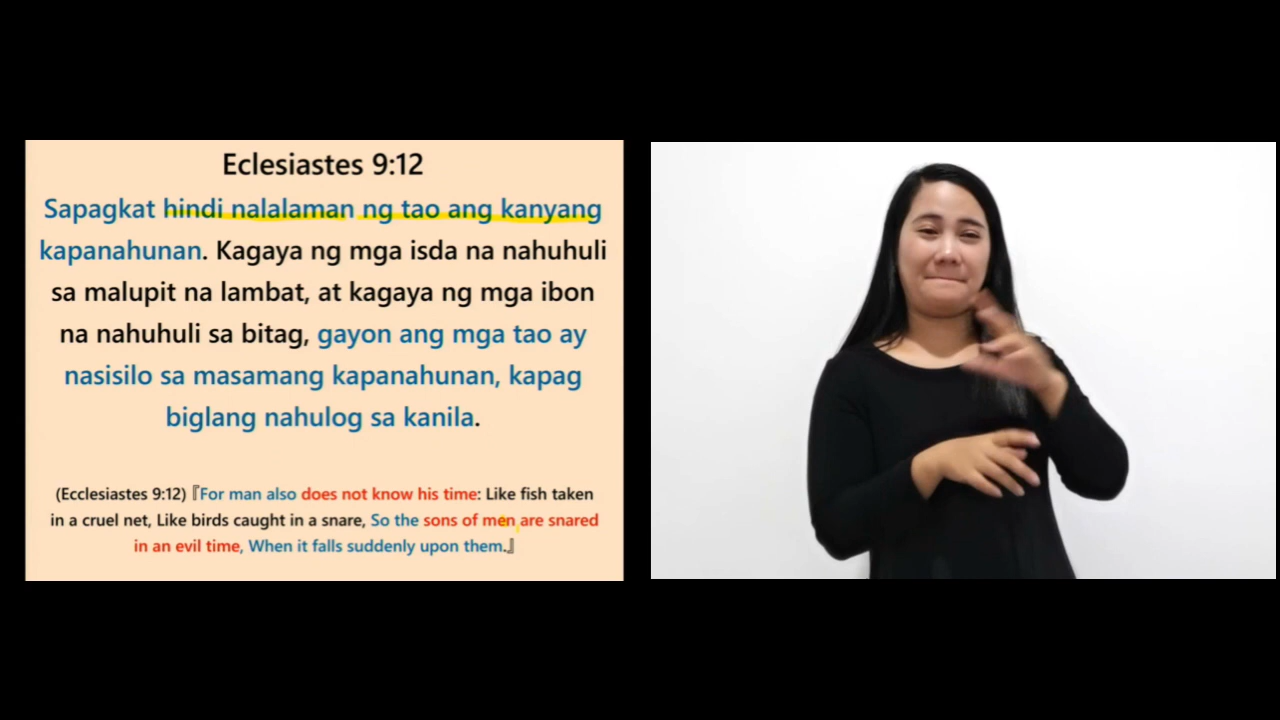 Eclesiastes 9:12
Sapagkat hindi nalalaman ng tao ang kanyang
kapanahunan. Kagaya ng mga isda na nahuhuli
sa malupit na lambat, at kagaya ng mga ibon
na nahuhuli sa bitag, gayon ang mga tao ay
nasisilo sa masamang kapanahunan, kapag
biglang nahulog sa kanila.
(Ecclesiastes 9:12)『For man also does not know his time: Like fish taken
in a cruel net, Like birds caught in a snare, So the sons of men are snared
in an evil time, When it falls suddenly upon them.』